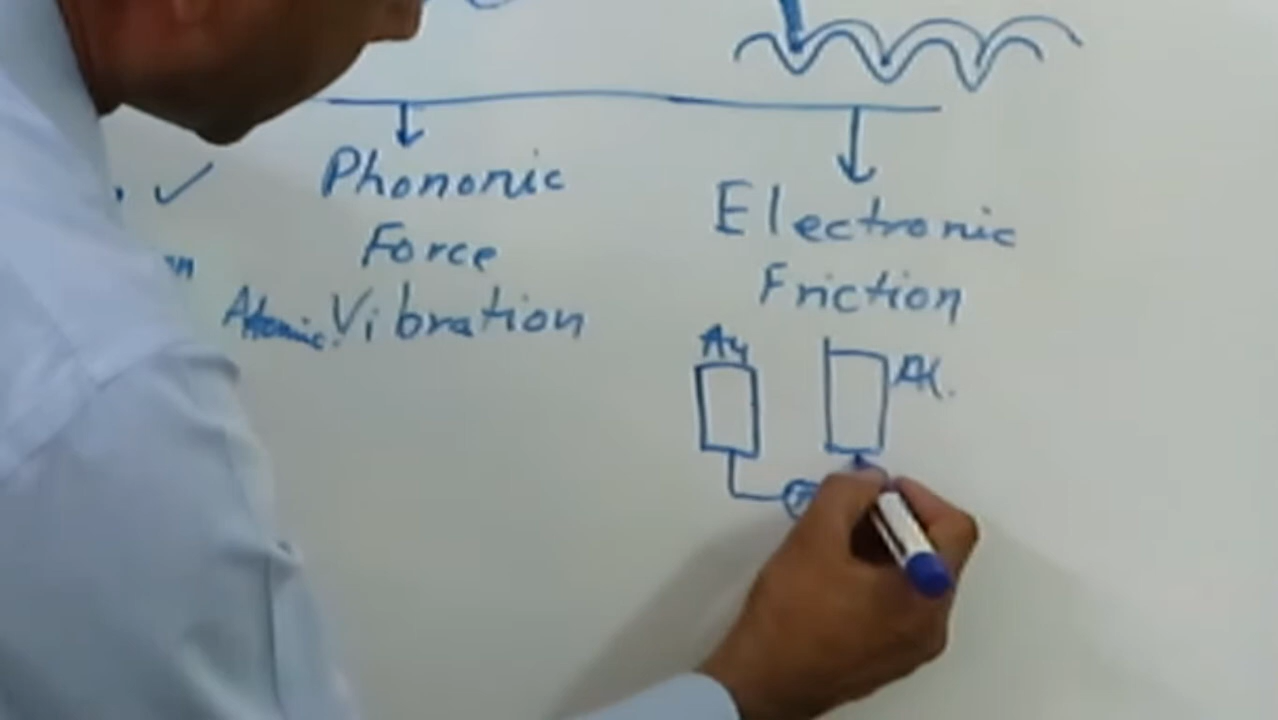 Phononic
Force
Atomic Vibration
Electronic
Friction
Au
Al.